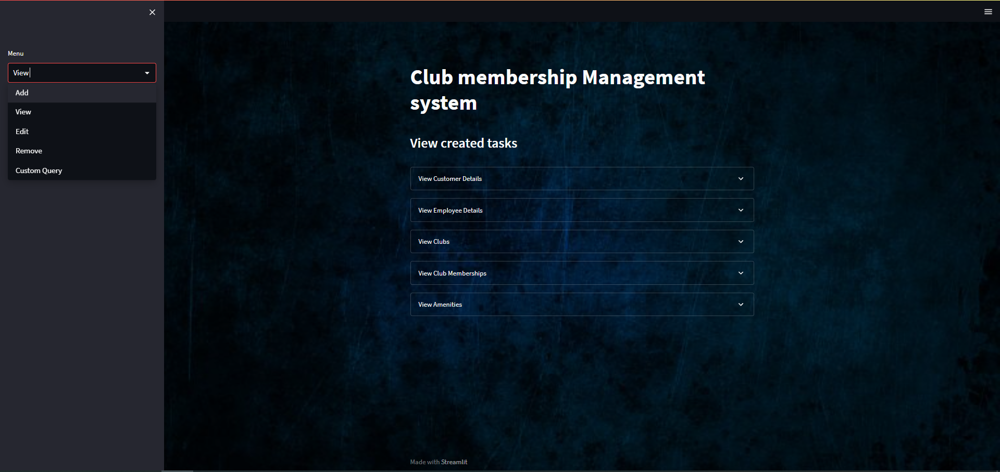 Menu
View
Add
View
Edit
Remove
Custom Query
Club membership Management
system
View created tasks
View Customer Details
View Employee Details
View Clubs
View Club Memberships
View Amenities
Made with Streamlit